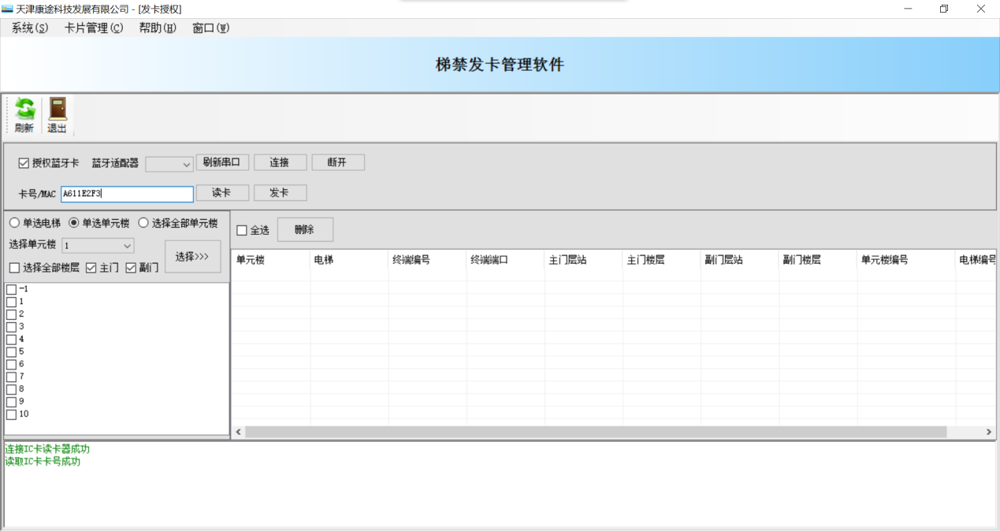 天津康途科技发展有限公司 - [发卡授权]
系统(S) 卡片管理(C) 帮助(H) 窗口(W)
梯禁发卡管理软件
刷新 退出
授权蓝牙卡 蓝牙适配器 刷新串口 连接 断开
卡号/MAC A611E2F3 读卡 发卡
单选电梯 单选单元楼 选择全部单元楼
选择单元楼 1
选择>>>
选择全部楼层 主门 副门
全选 删除
单元楼 电梯 终端编号 终端端口 主门层站 主门楼层 副门层站 副门楼层 单元楼编号 电梯编号
-1
1
2
3
4
5
6
7
8
9
10
连接IC卡读卡器成功
读取IC卡卡号成功